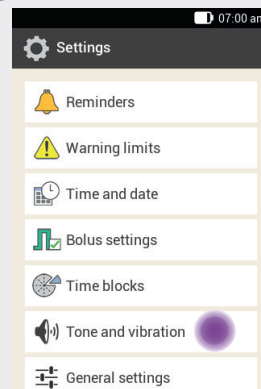 07:00 am
Settings
Reminders
Warning limits
Time and date
Bolus settings
Time blocks
Tone and vibration
General settings